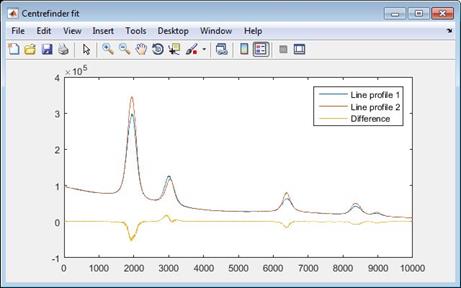 Centrefinder fit
File Edit View Insert Tools Desktop Window Help
×10^5
4
3
2
1
0
-1
0 1000 2000 3000 4000 5000 6000 7000 8000 9000 10000
Line profile 1
Line profile 2
Difference